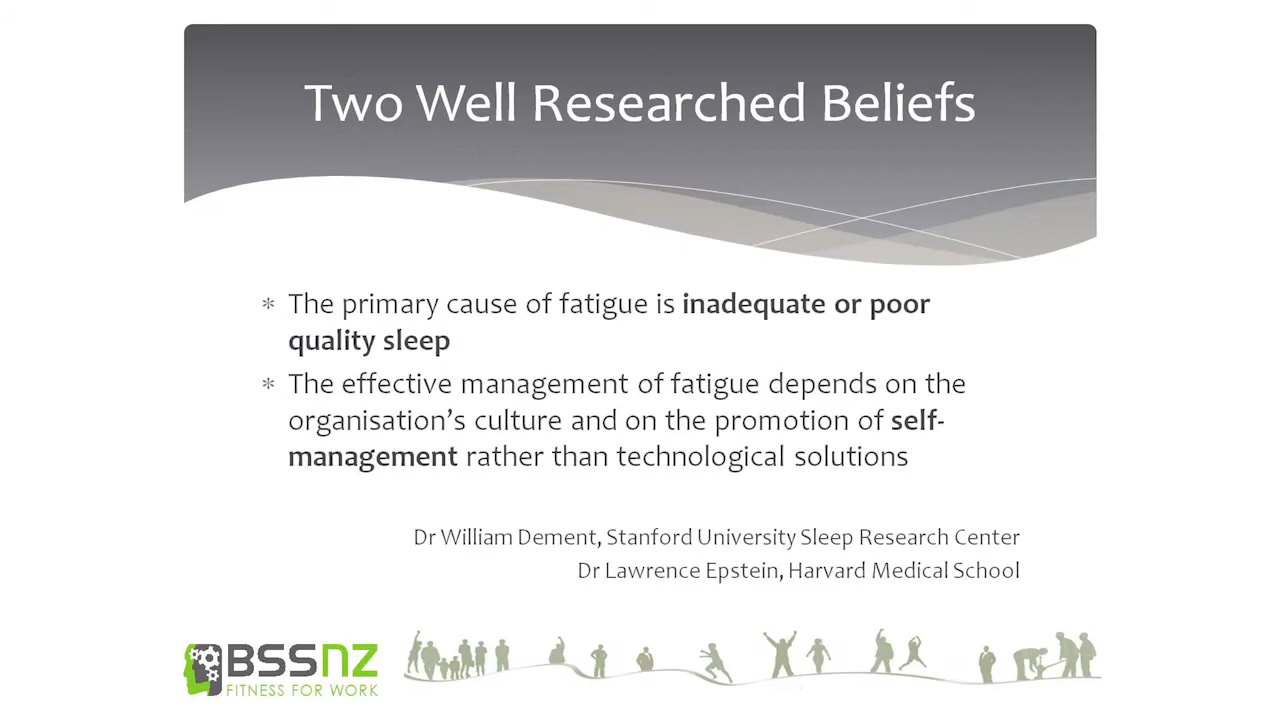 Two Well Researched Beliefs
* The primary cause of fatigue is inadequate or poor
quality sleep
* The effective management of fatigue depends on the
organisation's culture and on the promotion of self-
management rather than technological solutions
Dr William Dement, Stanford University Sleep Research Center
Dr Lawrence Epstein, Harvard Medical School
BSSNZ
FITNESS FOR WORK